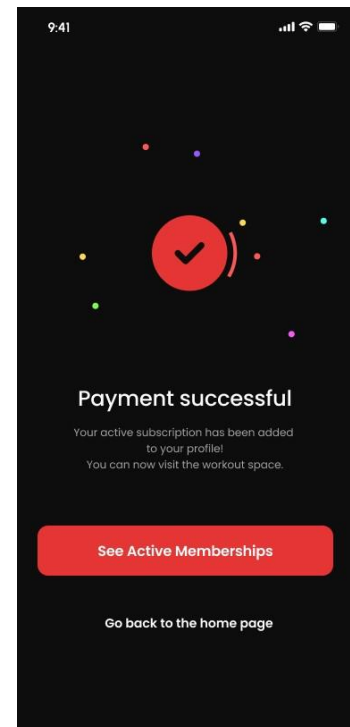 9:41
Payment successful
Your active subscription has been added
to your profile!
You can now visit the workout space.
See Active Memberships
Go back to the home page